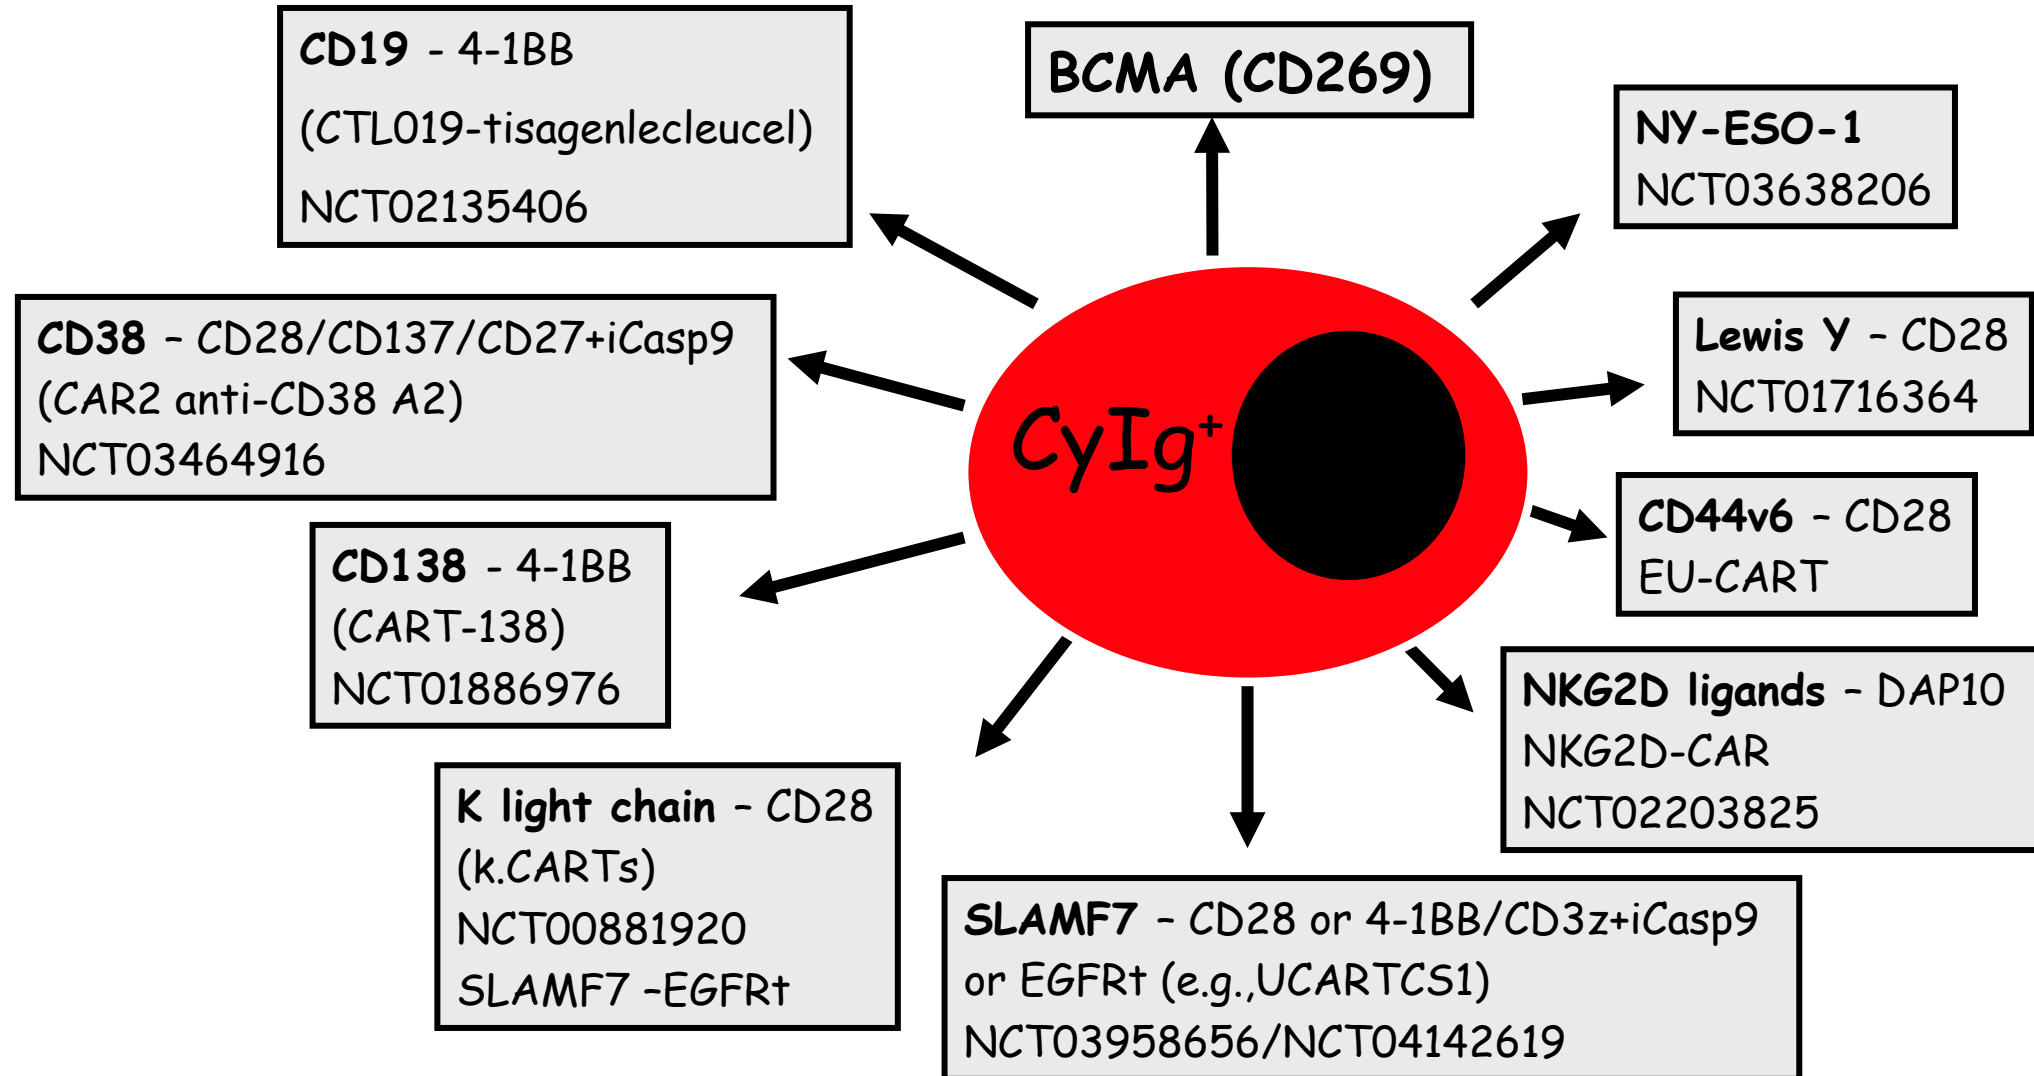 CD19 - 4-1BB
(CTL019-tisagenlecleucel)
NCT02135406
BCMA (CD269)
NY-ESO-1
NCT03638206
CD38 – CD28/CD137/CD27+iCasp9
(CAR2 anti-CD38 A2)
NCT03464916
CyIg+
Lewis Y – CD28
NCT01716364
CD44v6 – CD28
EU-CART
CD138 - 4-1BB
(CART-138)
NCT01886976
NKG2D ligands – DAP10
NKG2D-CAR
NCT02203825
K light chain – CD28
(k.CARTs)
NCT00881920
SLAMF7 –EGFRt
SLAMF7 – CD28 or 4-1BB/CD3z+iCasp9
or EGFRt (e.g.,UCARTCS1)
NCT03958656/NCT04142619